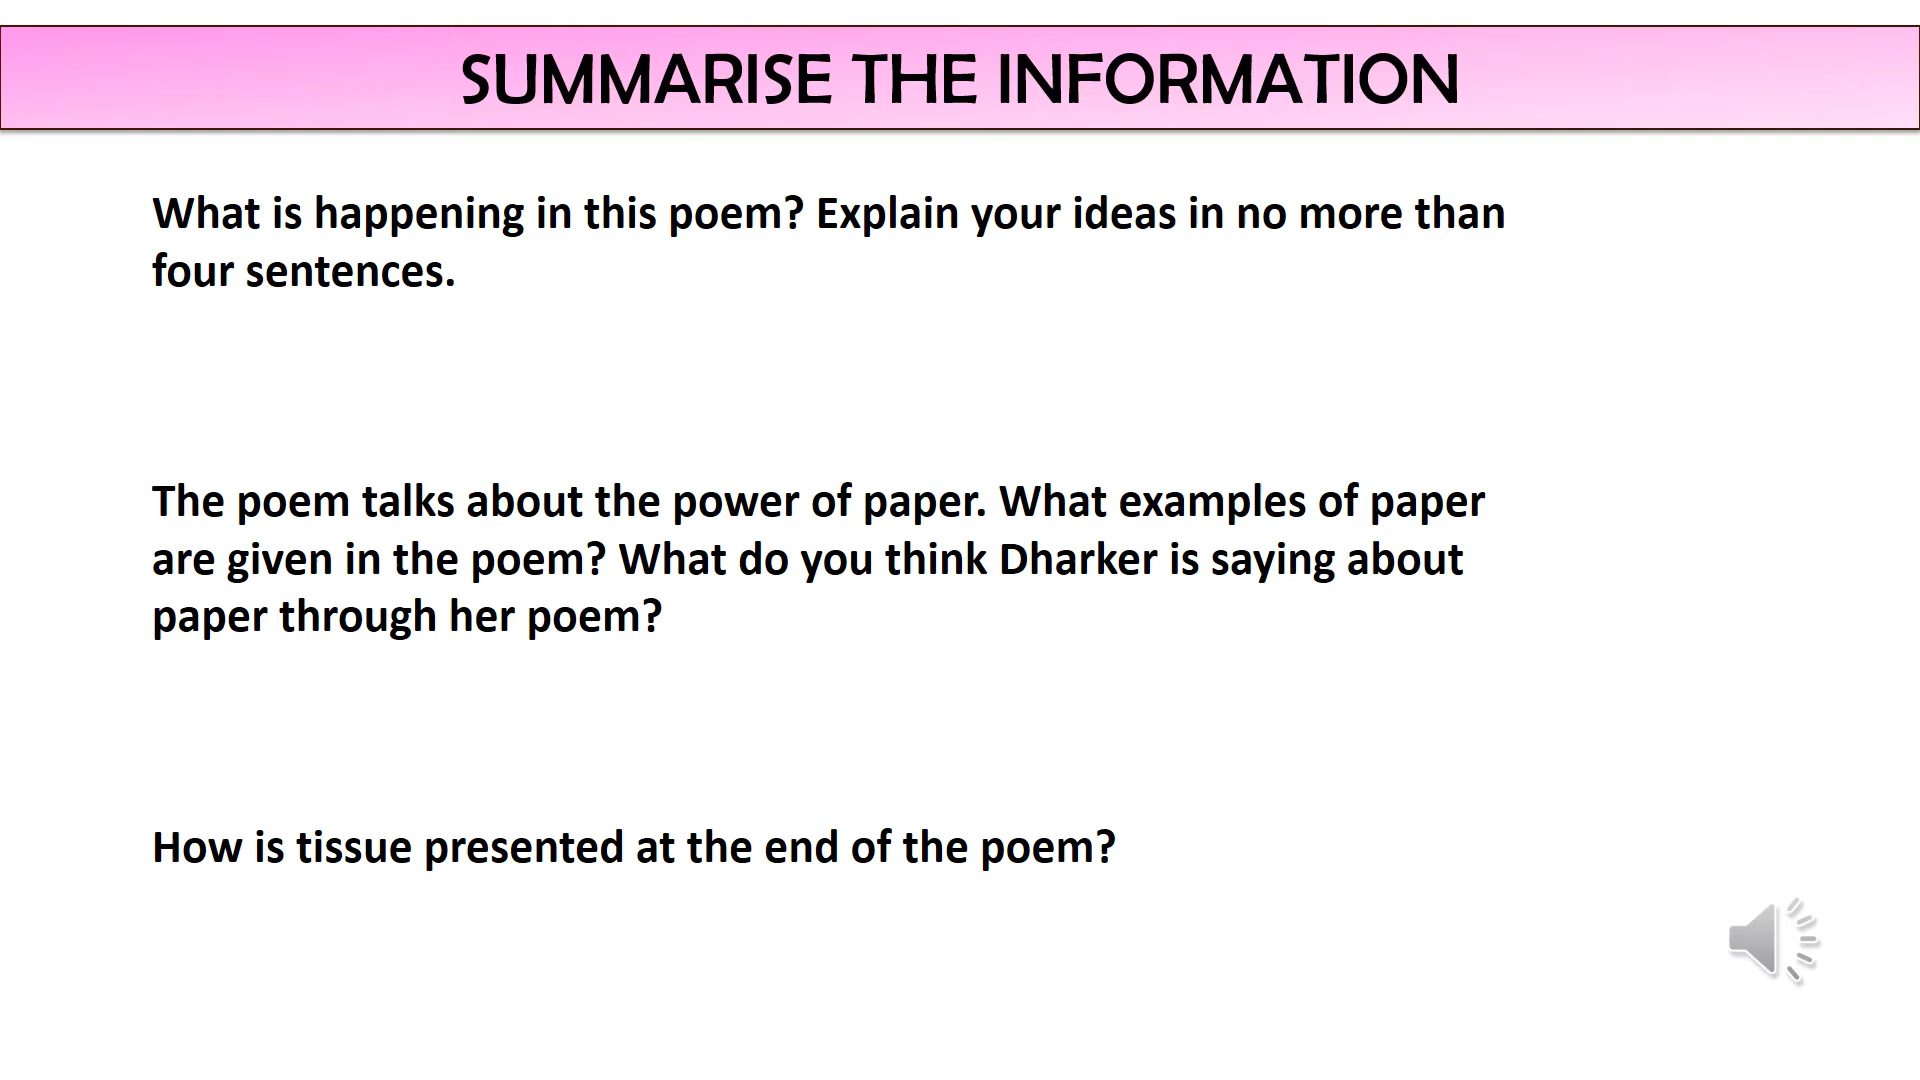 SUMMARISE THE INFORMATION
What is happening in this poem? Explain your ideas in no more than
four sentences.
The poem talks about the power of paper. What examples of paper
are given in the poem? What do you think Dharker is saying about
paper through her poem?
How is tissue presented at the end of the poem?